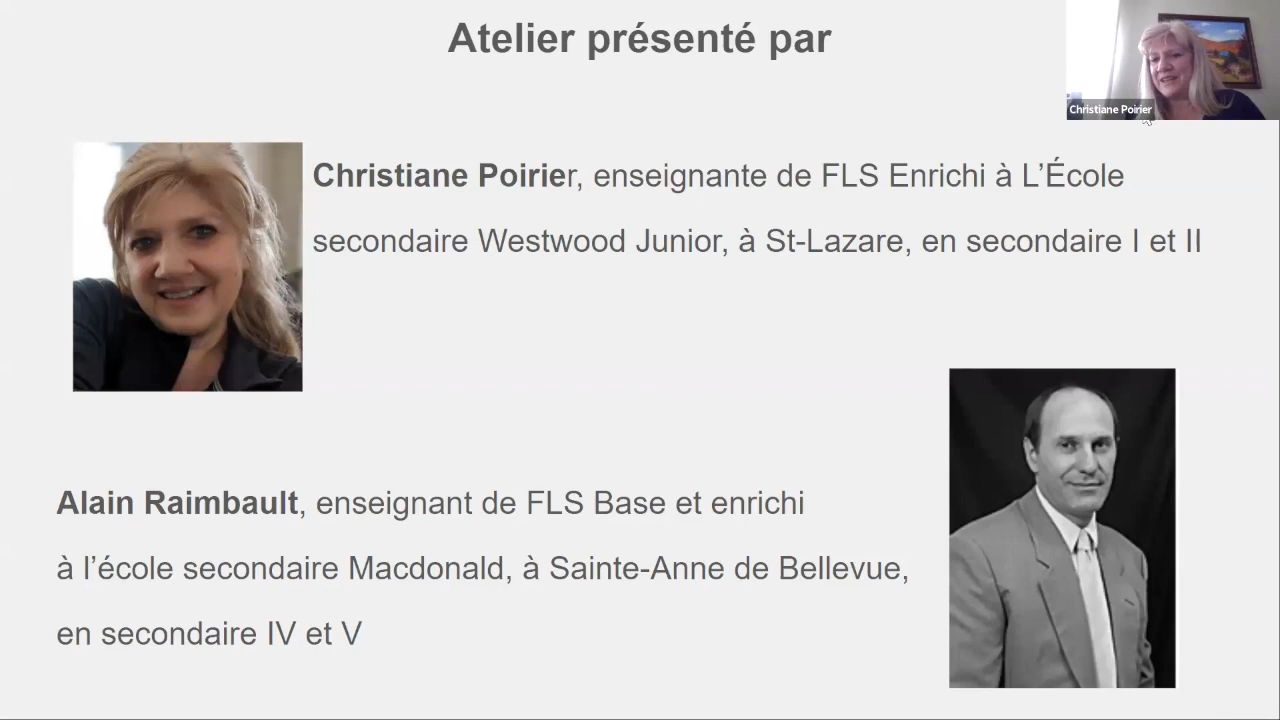 Atelier présenté par
Christiane Poirier
Christiane Poirier, enseignante de FLS Enrichi à L’École
secondaire Westwood Junior, à St-Lazare, en secondaire I et II
Alain Raimbault, enseignant de FLS Base et enrichi
à l’école secondaire Macdonald, à Sainte-Anne de Bellevue,
en secondaire IV et V